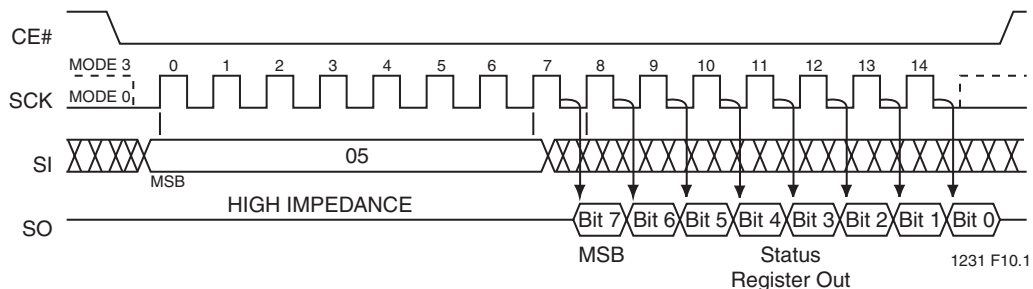 CE#
MODE 3
0 1 2 3 4 5 6 7 8 9 10 11 12 13 14
SCK
MODE 0
SI
05
MSB
HIGH IMPEDANCE
SO
Bit 7 Bit 6 Bit 5 Bit 4 Bit 3 Bit 2 Bit 1 Bit 0
MSB
Status
Register Out
1231 F10.1